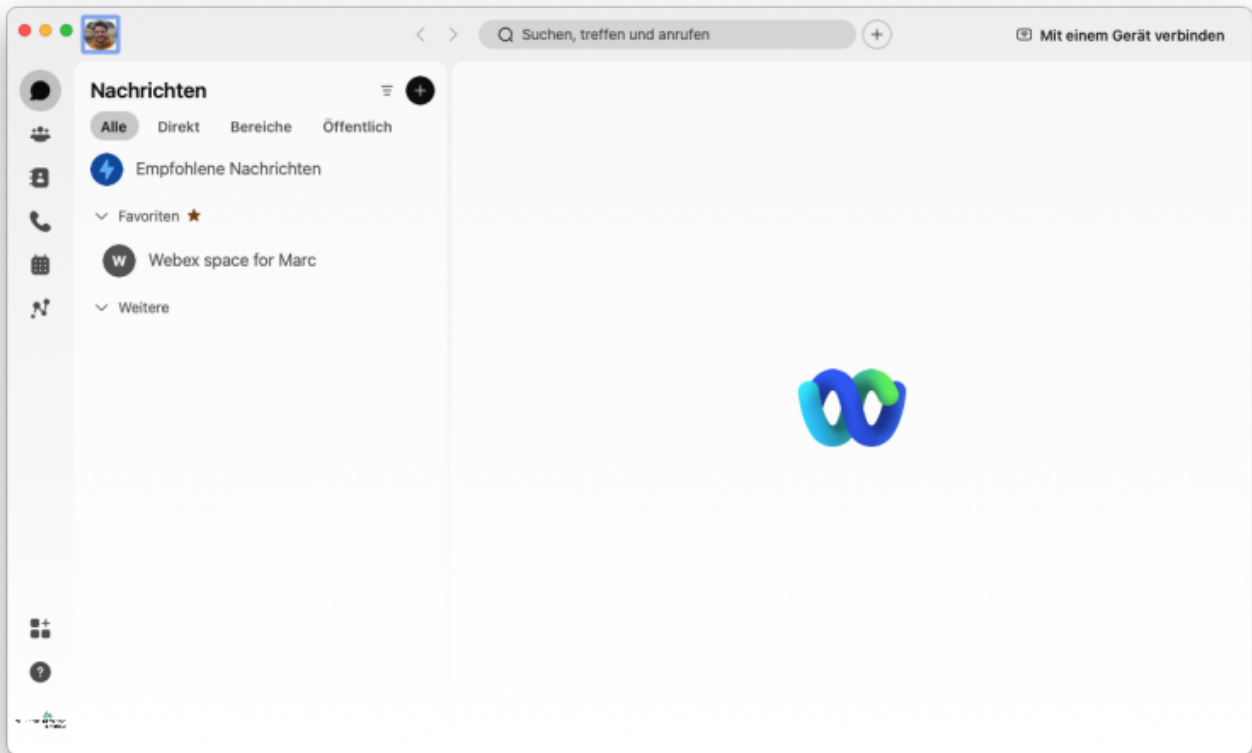 Suchen, treffen und anrufen
Mit einem Gerät verbinden
Nachrichten
Alle Direkt Bereiche Öffentlich
Empfohlene Nachrichten
Favoriten
W Webex space for Marc
Weitere